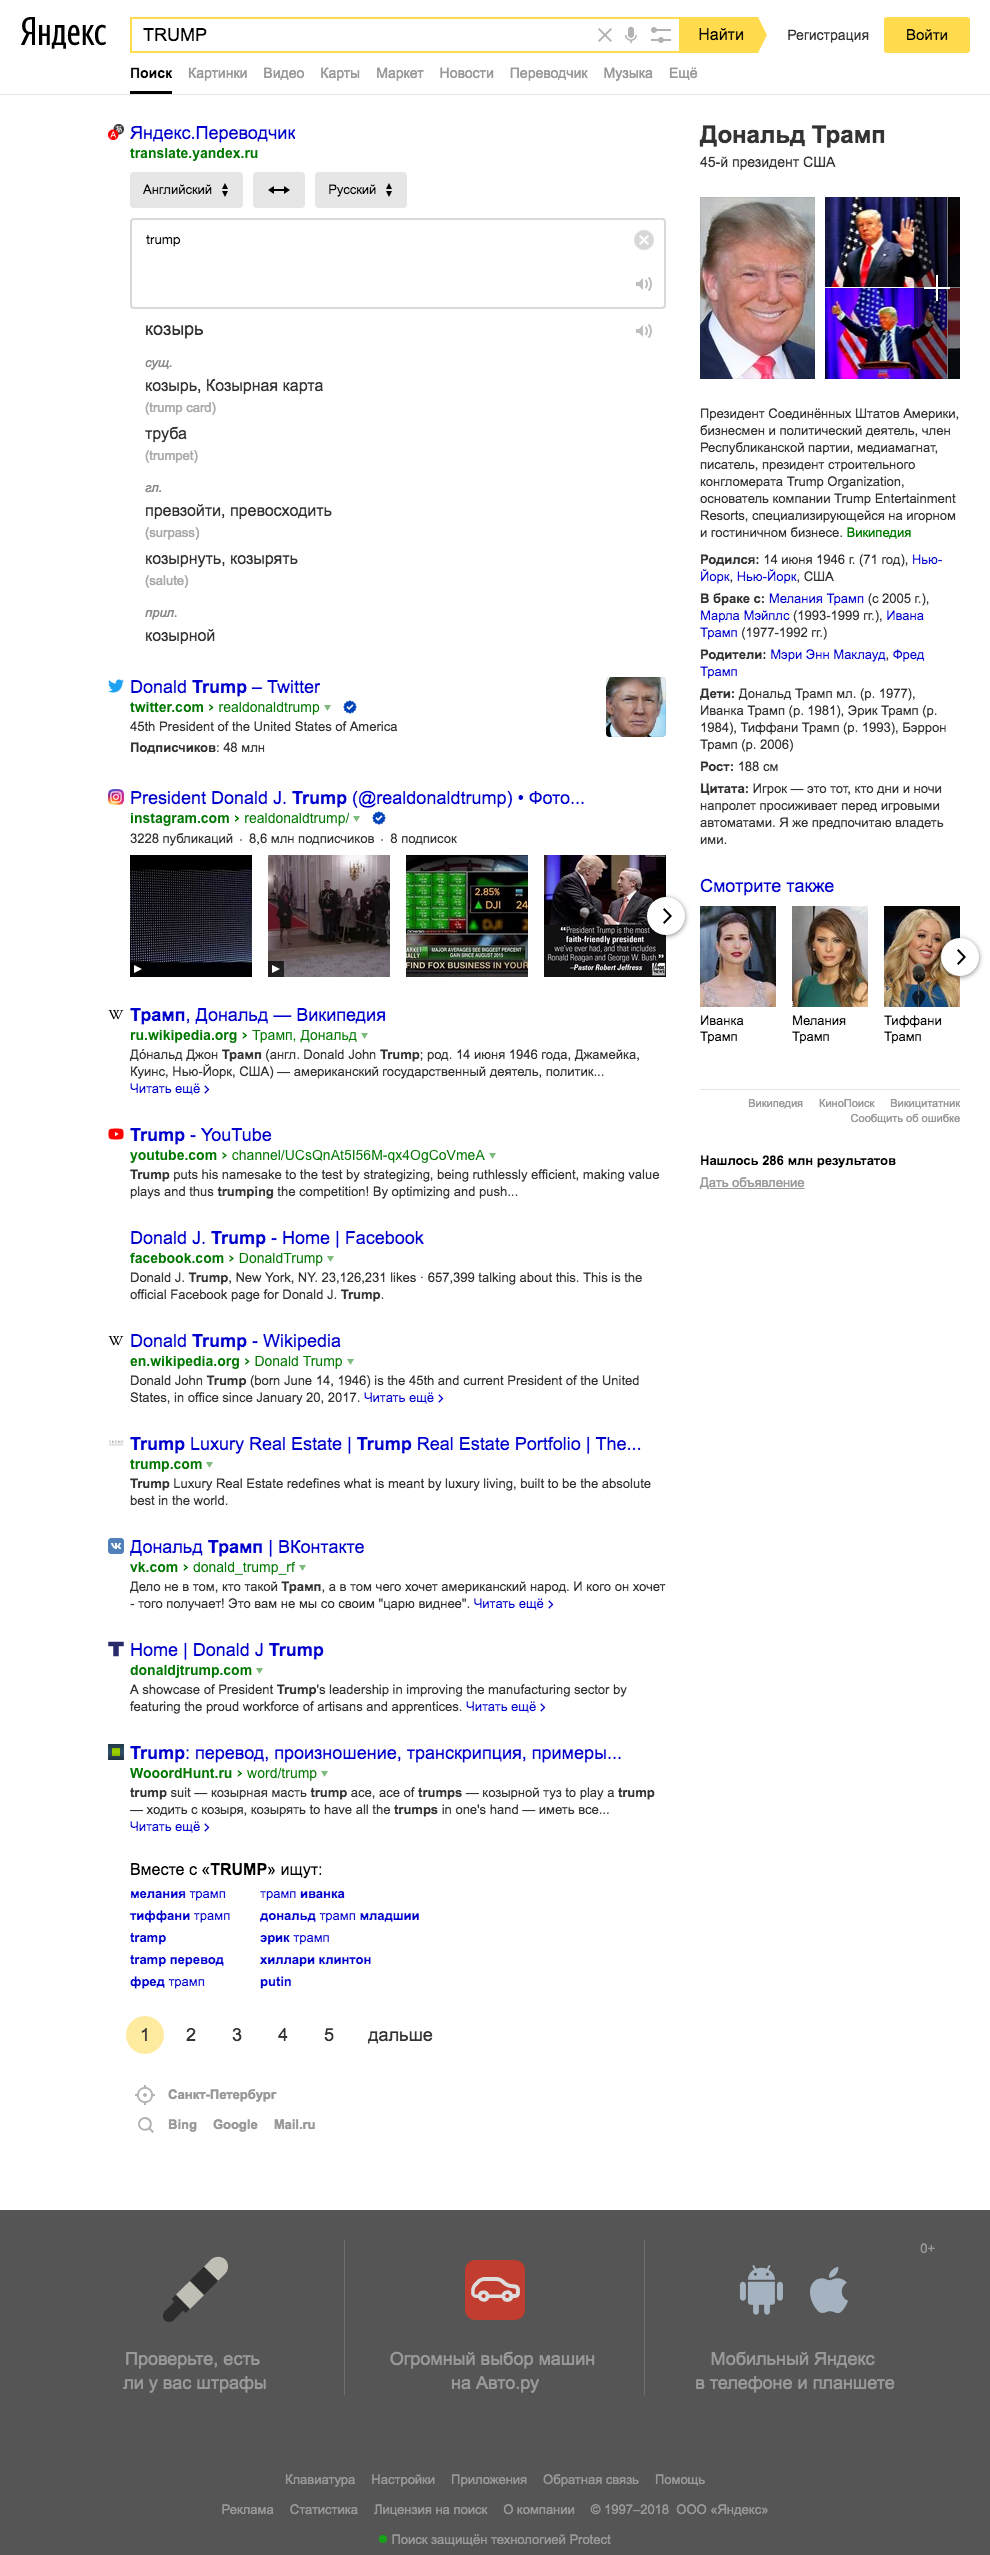 Яндекс
TRUMP
Найти
Регистрация
Войти
Поиск Картинки Видео Карты Маркет Новости Переводчик Музыка Ещё
Яндекс.Переводчик
translate.yandex.ru
Английский Русский
trump
козырь
сущ.
козырь, Козырная карта
(trump card)
труба
(trumpet)
гл.
превзойти, превосходить
(surpass)
козырнуть, козырять
(salute)
прил.
козырной
Donald Trump – Twitter
twitter.com › realdonaldtrump
45th President of the United States of America
Подписчиков: 48 млн
President Donald J. Trump (@realdonaldtrump) • Фото...
instagram.com › realdonaldtrump/
3228 публикаций · 8,6 млн подписчиков · 8 подписок
2.85%
▲ DJI 24
MAJOR AVERAGES SEE BIGGEST PERCENT
GAIN SINCE AUGUST 2015
FIND FOX BUSINESS IN YOUR
"President Trump is the most
faith-friendly president
we've ever had, and that includes
Ronald Reagan and George W. Bush."
–Pastor Robert Jeffress
Трамп, Дональд — Википедия
ru.wikipedia.org › Трамп, Дональд
До́нальд Джон Трамп (англ. Donald John Trump; род. 14 июня 1946 года, Джамейка,
Куинс, Нью-Йорк, США) — американский государственный деятель, политик...
Читать ещё ›
Trump - YouTube
youtube.com › channel/UCsQnAt5I56M-qx4OgCoVmeA
Trump puts his namesake to the test by strategizing, being ruthlessly efficient, making value
plays and thus trumping the competition! By optimizing and push...
Donald J. Trump - Home | Facebook
facebook.com › DonaldTrump
Donald J. Trump, New York, NY. 23,126,231 likes · 657,399 talking about this. This is the
official Facebook page for Donald J. Trump.
Donald Trump - Wikipedia
en.wikipedia.org › Donald Trump
Donald John Trump (born June 14, 1946) is the 45th and current President of the United
States, in office since January 20, 2017. Читать ещё ›
Trump Luxury Real Estate | Trump Real Estate Portfolio | The...
trump.com
Trump Luxury Real Estate redefines what is meant by luxury living, built to be the absolute
best in the world.
Дональд Трамп | ВКонтакте
vk.com › donald_trump_rf
Дело не в том, кто такой Трамп, а в том чего хочет американский народ. И кого он хочет
- того получает! Это вам не мы со своим "царю виднее". Читать ещё ›
Home | Donald J Trump
donaldjtrump.com
A showcase of President Trump's leadership in improving the manufacturing sector by
featuring the proud workforce of artisans and apprentices. Читать ещё ›
Trump: перевод, произношение, транскрипция, примеры...
WooordHunt.ru › word/trump
trump suit — козырная масть trump ace, ace of trumps — козырной туз to play a trump
— ходить с козыря, козырять to have all the trumps in one's hand — иметь все...
Читать ещё ›
Вместе с «TRUMP» ищут:
мелания трамп
тиффани трамп
tramp
tramp перевод
фред трамп
трамп иванка
дональд трамп младшии
эрик трамп
хиллари клинтон
putin
1 2 3 4 5 дальше
Санкт-Петербург
Bing Google Mail.ru
Дональд Трамп
45-й президент США
Президент Соединённых Штатов Америки,
бизнесмен и политический деятель, член
Республиканской партии, медиамагнат,
писатель, президент строительного
конгломерата Trump Organization,
основатель компании Trump Entertainment
Resorts, специализирующейся на игорном
и гостиничном бизнесе. Википедия
Родился: 14 июня 1946 г. (71 год), Нью-
Йорк, Нью-Йорк, США
В браке с: Мелания Трамп (с 2005 г.),
Марла Мэйплс (1993-1999 гг.), Ивана
Трамп (1977-1992 гг.)
Родители: Мэри Энн Маклауд, Фред
Трамп
Дети: Дональд Трамп мл. (р. 1977),
Иванка Трамп (р. 1981), Эрик Трамп (р.
1984), Тиффани Трамп (р. 1993), Бэррон
Трамп (р. 2006)
Рост: 188 см
Цитата: Игрок — это тот, кто дни и ночи
напролет просиживает перед игровыми
автоматами. Я же предпочитаю владеть
ими.
Смотрите также
Иванка
Трамп
Мелания
Трамп
Тиффани
Трамп
Википедия КиноПоиск Викицитатник
Сообщить об ошибке
Нашлось 286 млн результатов
Дать объявление
0+
Проверьте, есть
ли у вас штрафы
Огромный выбор машин
на Авто.ру
Мобильный Яндекс
в телефоне и планшете
Клавиатура Настройки Приложения Обратная связь Помощь
Реклама Статистика Лицензия на поиск О компании © 1997–2018 ООО «Яндекс»
Поиск защищён технологией Protect